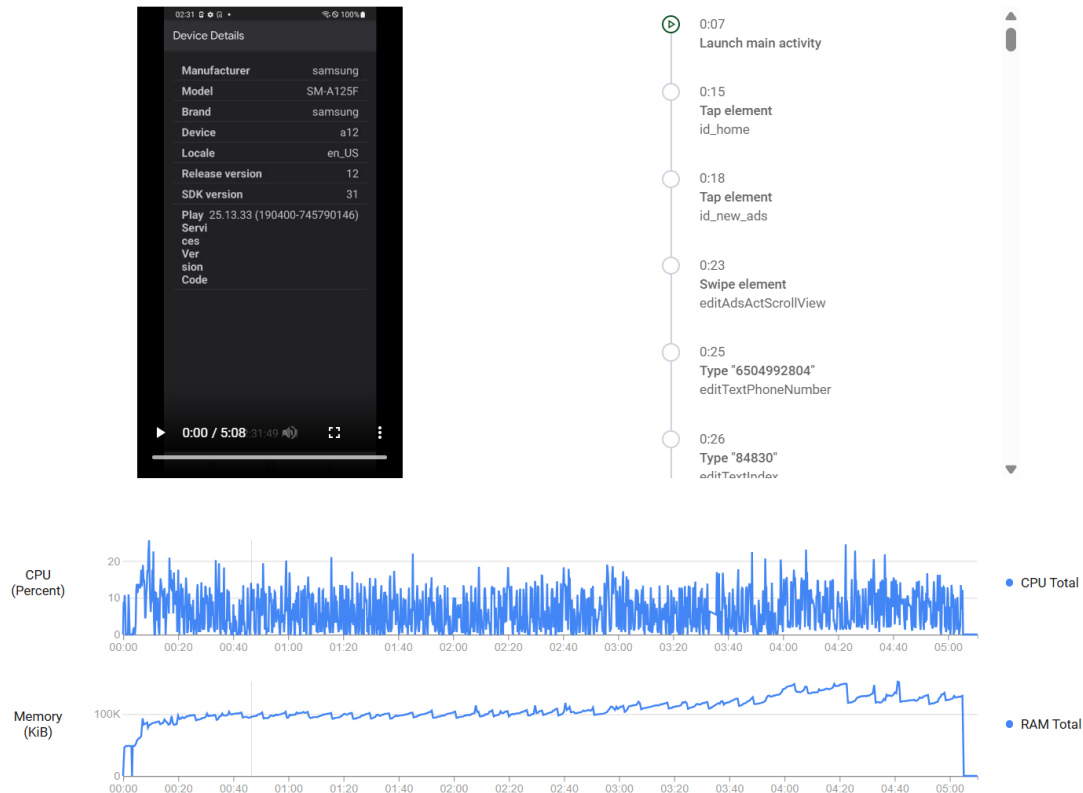 02:31
100%
Device Details
Manufacturer samsung
Model SM-A125F
Brand samsung
Device a12
Locale en_US
Release version 12
SDK version 31
Play 25.13.33 (190400-745790146)
Servi
ces
Ver
sion
Code
0:00 / 5:08
0:07
Launch main activity
0:15
Tap element
id_home
0:18
Tap element
id_new_ads
0:23
Swipe element
editAdsActScrollView
0:25
Type "6504992804"
editTextPhoneNumber
0:26
Type "84830"
editTextIndex
CPU
(Percent)
20
10
0
00:00 00:20 00:40 01:00 01:20 01:40 02:00 02:20 02:40 03:00 03:20 03:40 04:00 04:20 04:40 05:00
CPU Total
Memory
(KiB)
100K
0
00:00 00:20 00:40 01:00 01:20 01:40 02:00 02:20 02:40 03:00 03:20 03:40 04:00 04:20 04:40 05:00
RAM Total